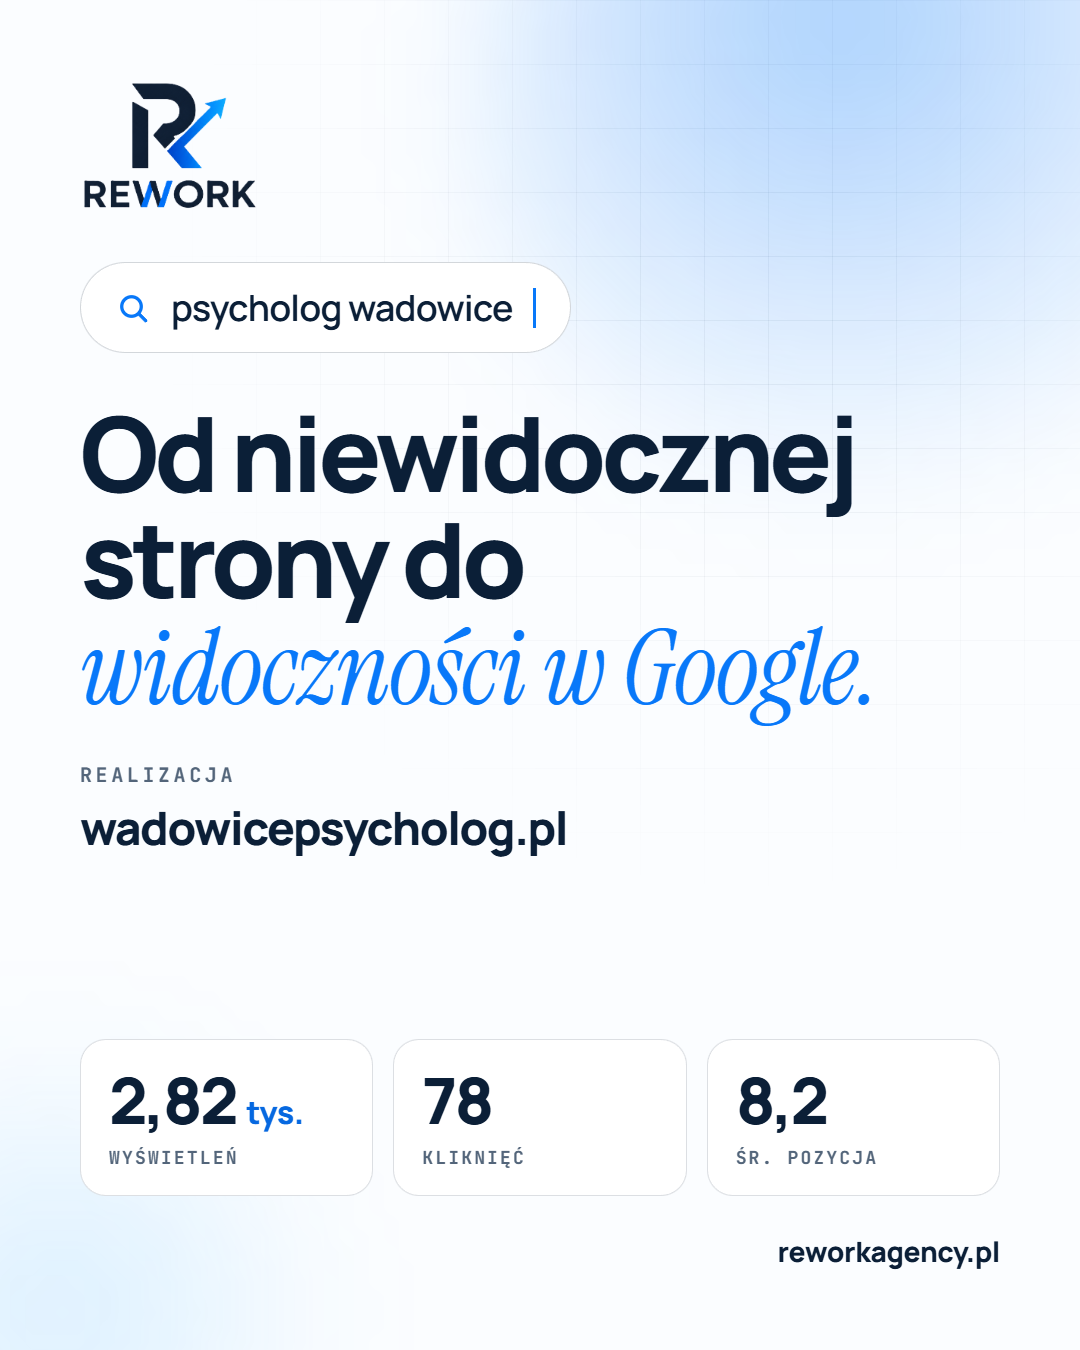 REWORK
psycholog wadowice
Od niewidocznej
strony do
widoczności w Google.
REALIZACJA
wadowicepsycholog.pl
2,82 tys.
WYŚWIETLEŃ
78
KLIKNIĘĆ
8,2
ŚR. POZYCJA
reworkagency.pl